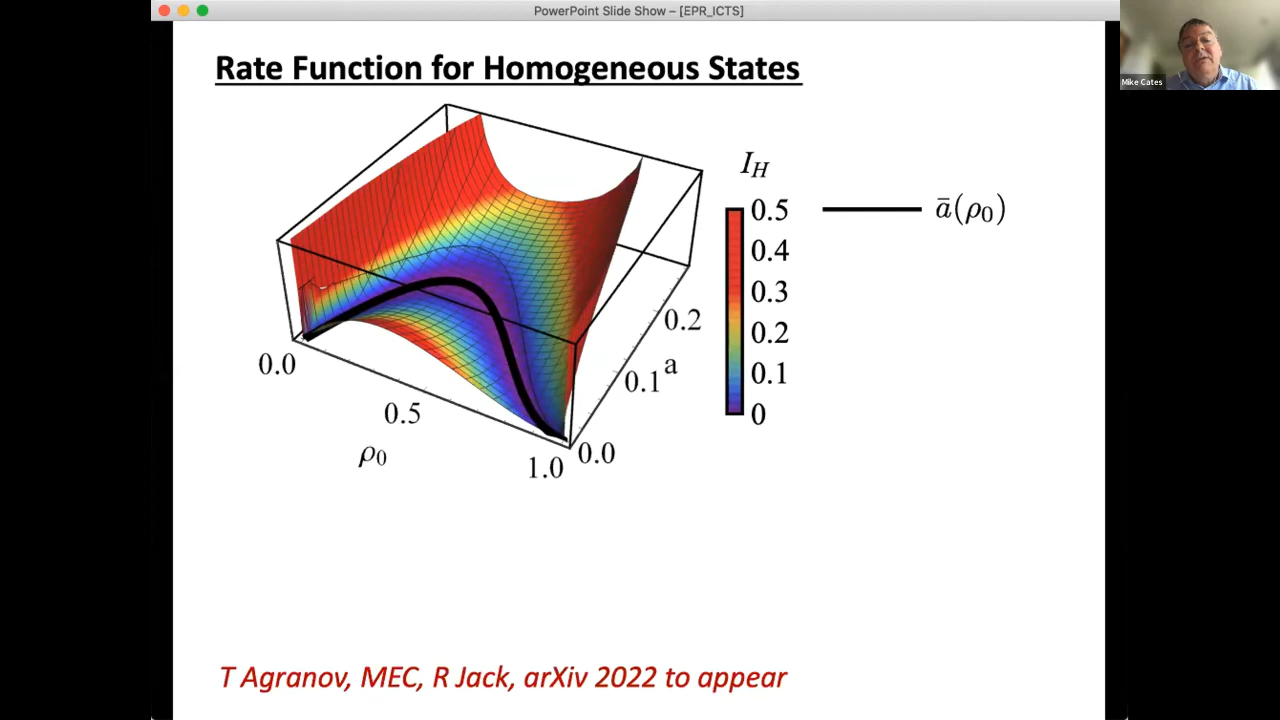 PowerPoint Slide Show – [EPR_ICTS]
Mike Cates
Rate Function for Homogeneous States
I_H
0.5
0.4
0.3
0.2
0.1
0
ā(ρ₀)
0.0
0.5
1.0
ρ₀
0.0
0.1
0.2
a
T Agranov, MEC, R Jack, arXiv 2022 to appear